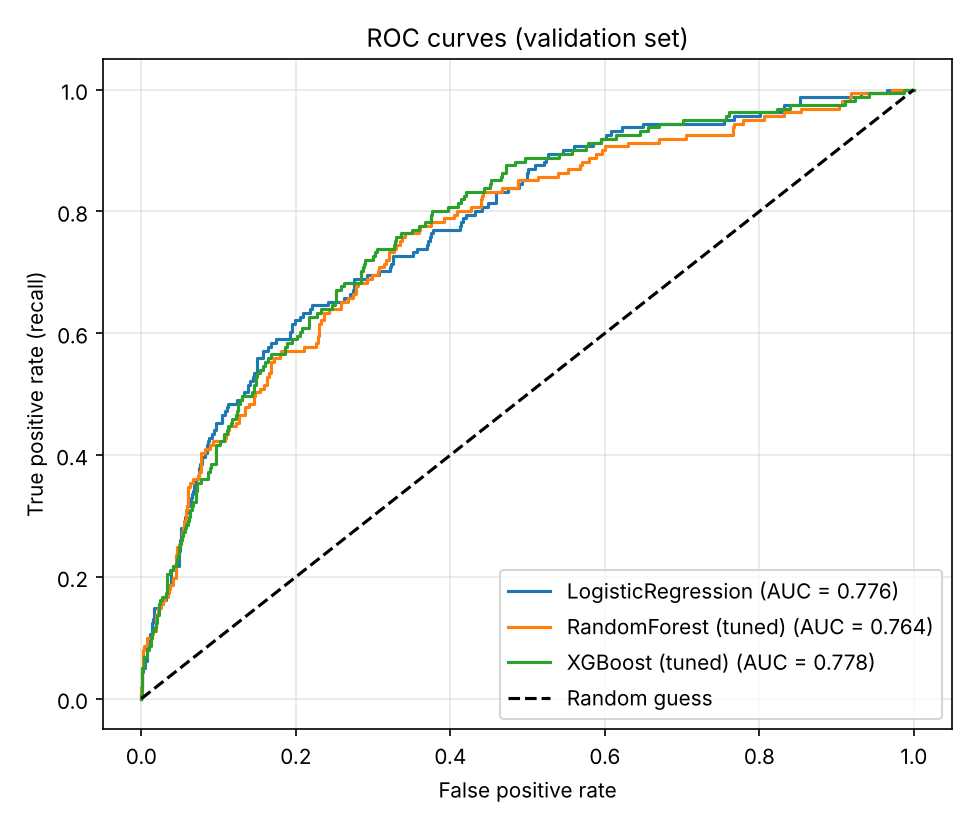 ROC curves (validation set)
True positive rate (recall)
1.0
0.8
0.6
0.4
0.2
0.0
0.0 0.2 0.4 0.6 0.8 1.0
False positive rate
LogisticRegression (AUC = 0.776)
RandomForest (tuned) (AUC = 0.764)
XGBoost (tuned) (AUC = 0.778)
Random guess